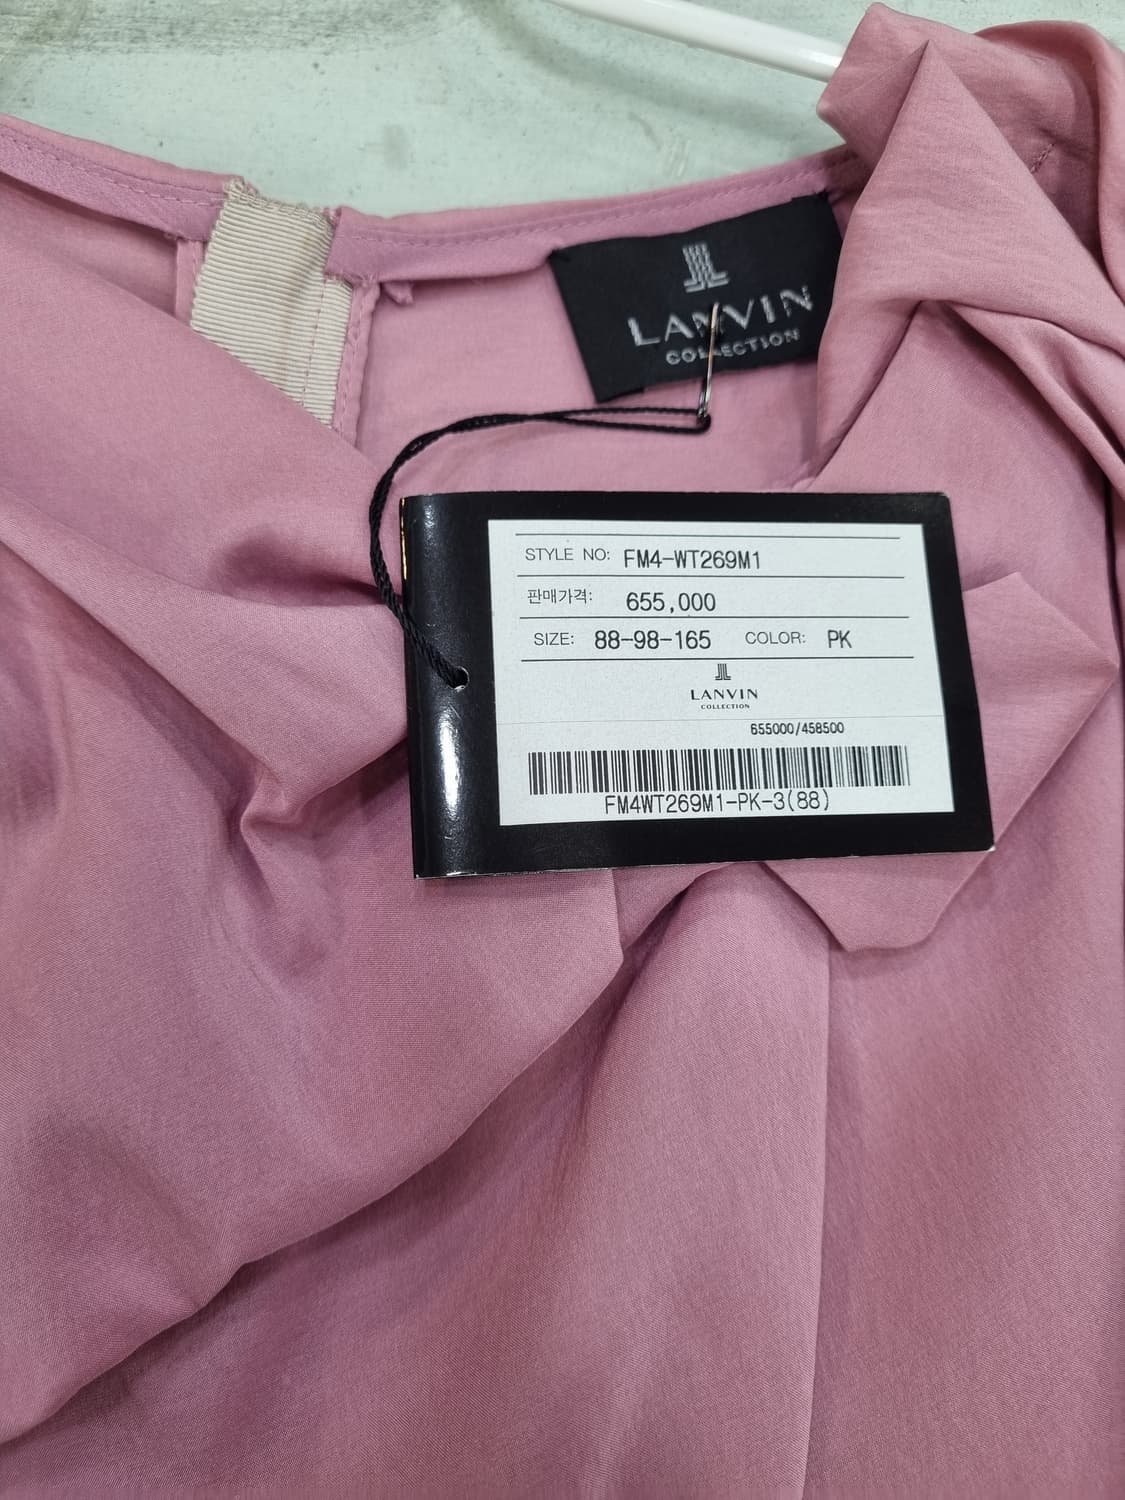 LANVIN
COLLECTION
STYLE NO: FM4-WT269M1
판매가격: 655,000
SIZE: 88-98-165 COLOR: PK
LANVIN
COLLECTION
655000/458500
FM4WT269M1-PK-3(88)